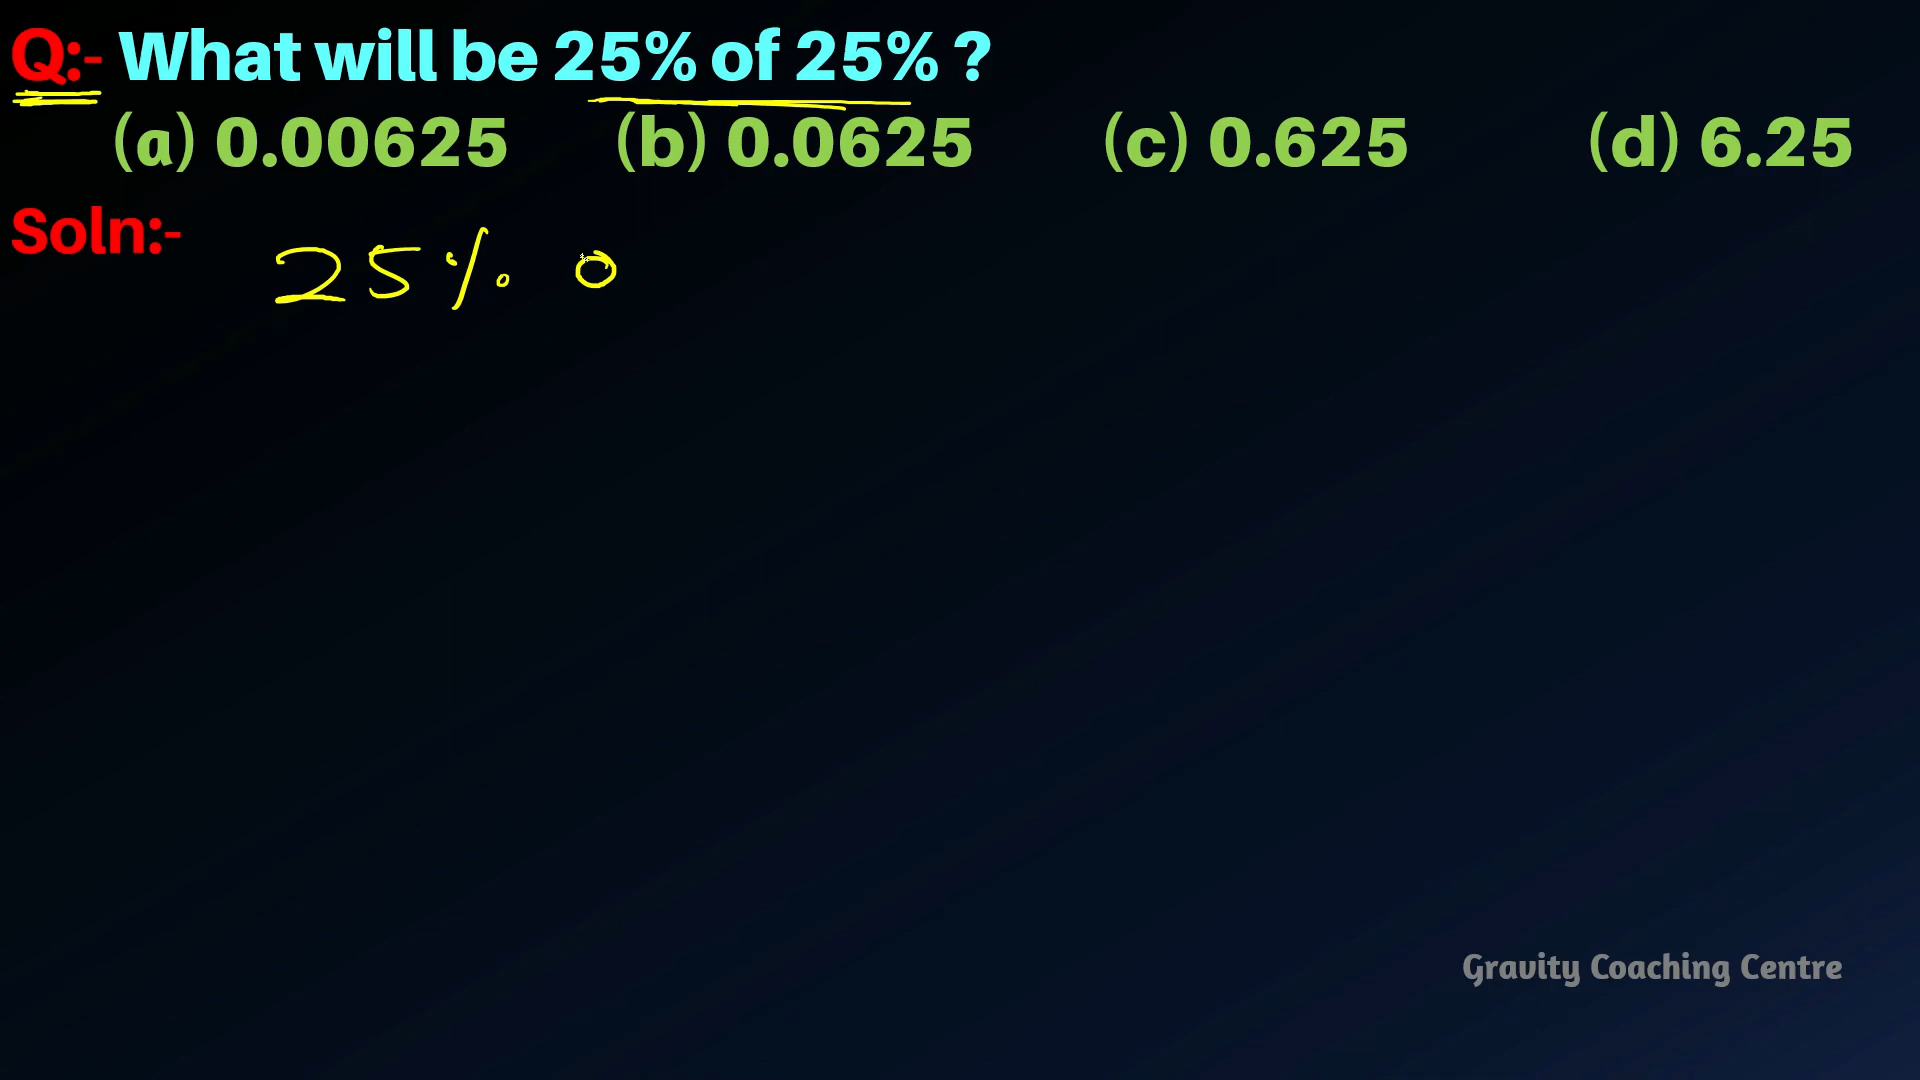 Q:- What will be 25% of 25% ?
(a) 0.00625 (b) 0.0625 (c) 0.625 (d) 6.25
Soln:- 25% o
Gravity Coaching Centre